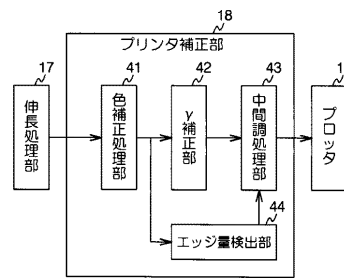 18
プリンタ補正部
17
41
42
43
1
伸長処理部
色補正処理部
γ補正部
中間調処理部
プロッタ
44
エッジ量検出部